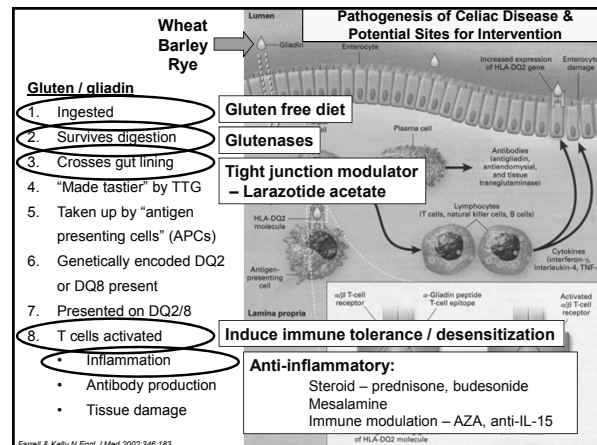 Pathogenesis of Celiac Disease &
Potential Sites for Intervention
Wheat
Barley
Rye
Lumen
Gliadin
Enterocyte
Increased expression
of HLA-DQ2 gene
Enterocyte
damage
Gluten / gliadin
1. Ingested
Gluten free diet
2. Survives digestion
Glutenases
3. Crosses gut lining
Tight junction modulator
– Larazotide acetate
4. “Made tastier” by TTG
5. Taken up by “antigen
presenting cells” (APCs)
6. Genetically encoded DQ2
or DQ8 present
7. Presented on DQ2/8
8. T cells activated
Induce immune tolerance / desensitization
• Inflammation
• Antibody production
• Tissue damage
Plasma cell
Antibodies
(antigliadin,
antiendomysial,
and tissue
transglutaminase)
HLA-DQ2
molecule
Lymphocytes
(T cells, natural killer cells, B cells)
Antigen-
presenting
cell
Cytokines
(interferon-γ,
interleukin-4, TNF-
Lamina propria
α/β T-cell
receptor
α-Gliadin peptide
T-cell epitope
Activated
α/β T-cell
receptor
Anti-inflammatory:
Steroid – prednisone, budesonide
Mesalamine
Immune modulation – AZA, anti-IL-15
of HLA-DQ2 molecule
Farrell & Kelly N Engl J Med 2002;346:183